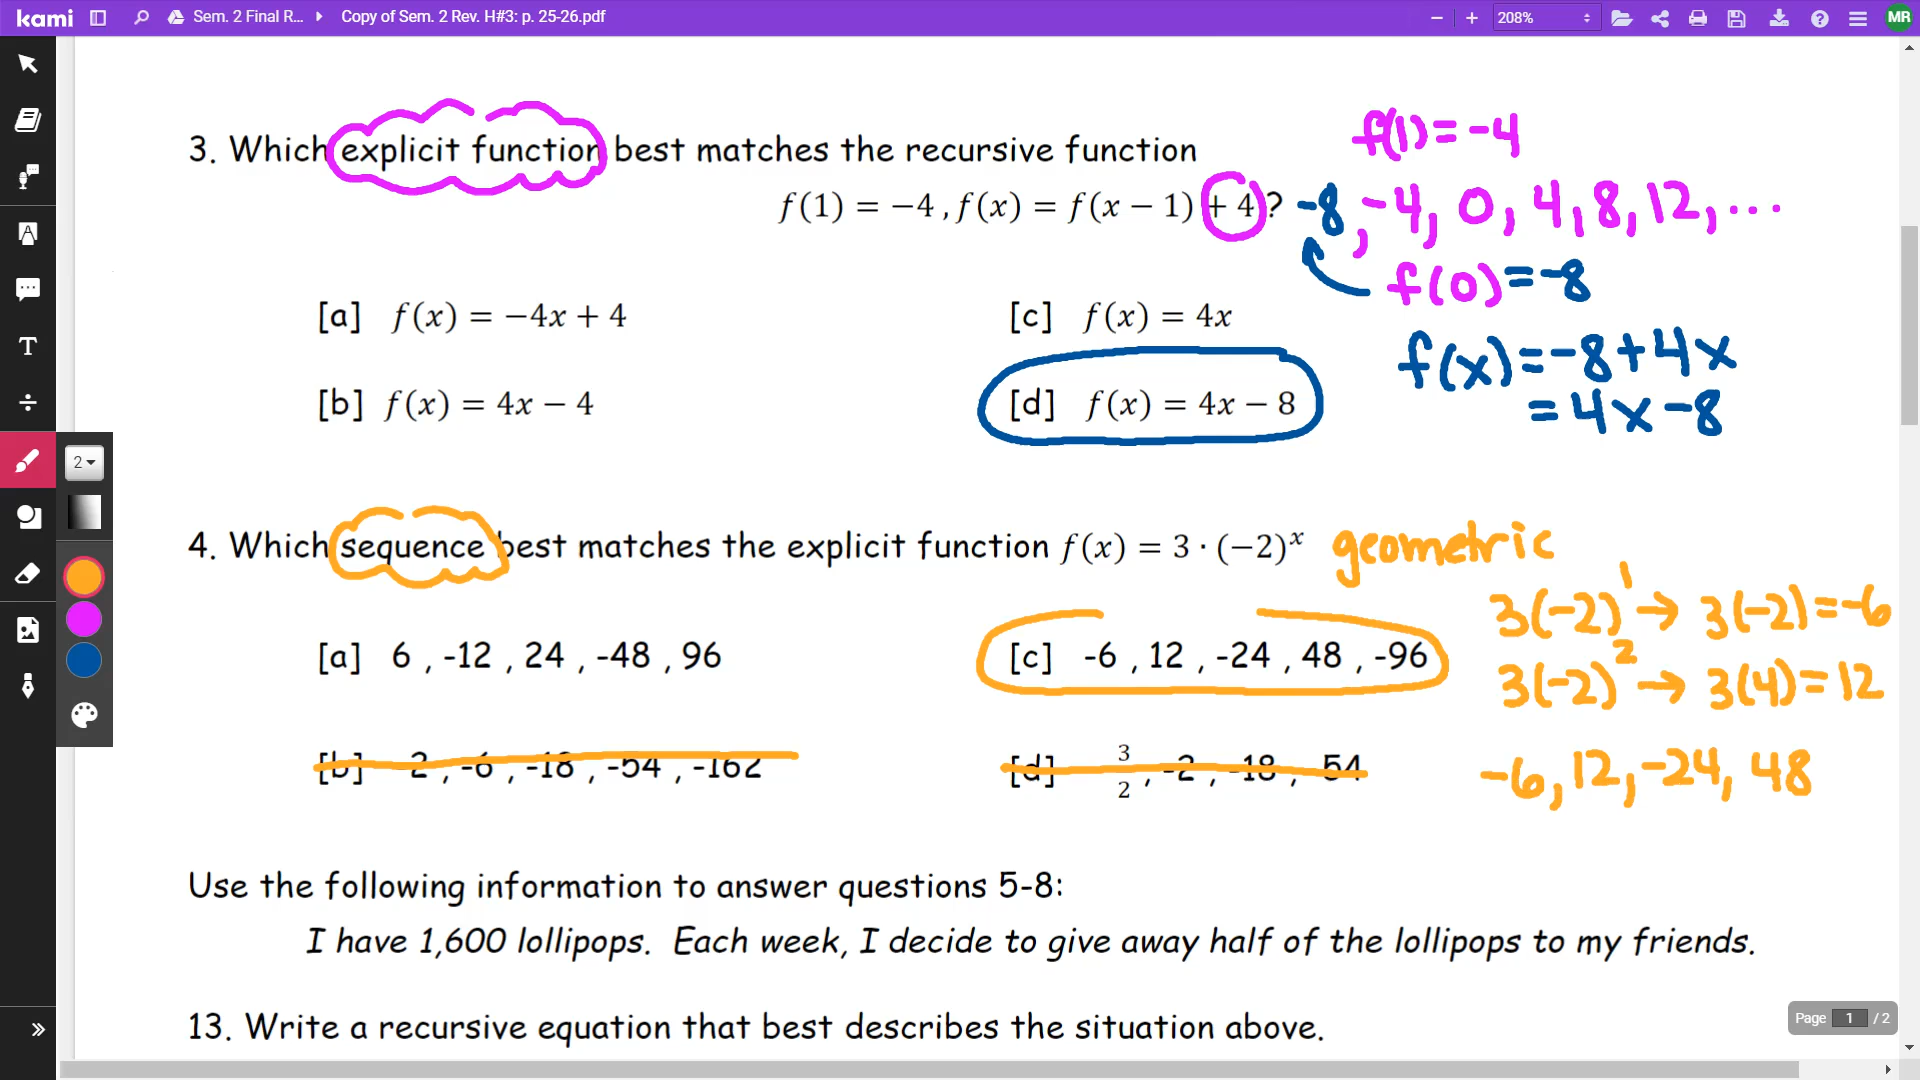 kami Sem. 2 Final R... Copy of Sem. 2 Rev. H#3: p. 25-26.pdf 208% MR
f(1)=-4
3. Which explicit function best matches the recursive function
f(1) = −4 , f(x) = f(x − 1) + 4 ? -8, -4, 0, 4, 8, 12, ...
f(0)=-8
[a] f(x) = −4x + 4 [c] f(x) = 4x
f(x)=-8+4x
[b] f(x) = 4x − 4 [d] f(x) = 4x − 8
=4x-8
2
4. Which sequence best matches the explicit function f(x) = 3 · (−2)^x geometric
3(-2)^1 → 3(-2)=-6
[a] 6 , -12 , 24 , -48 , 96 [c] -6 , 12 , -24 , 48 , -96
3(-2)^2 → 3(4)=12
[b] -2 , -6 , -18 , -54 , -162 [d] 3/2 , -2 , -18 , 54
-6, 12, -24, 48
Use the following information to answer questions 5-8:
I have 1,600 lollipops. Each week, I decide to give away half of the lollipops to my friends.
13. Write a recursive equation that best describes the situation above.
Page 1 / 2